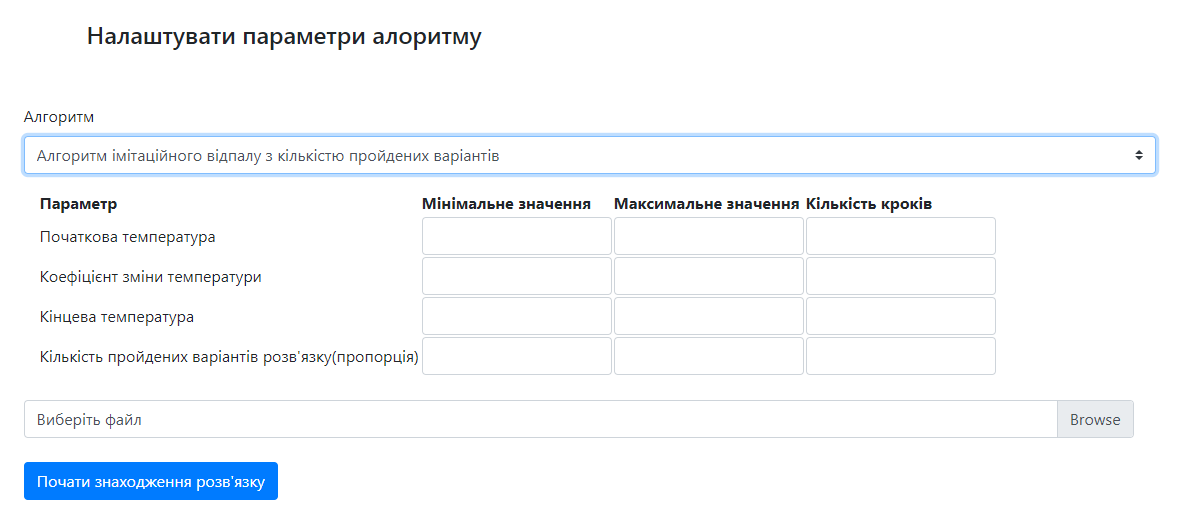 Налаштувати параметри алоритму
Алгоритм
Алгоритм імітаційного відпалу з кількістю пройдених варіантів
Параметр Мінімальне значення Максимальне значення Кількість кроків
Початкова температура
Коефіцієнт зміни температури
Кінцева температура
Кількість пройдених варіантів розв'язку(пропорція)
Виберіть файл Browse
Почати знаходження розв'язку